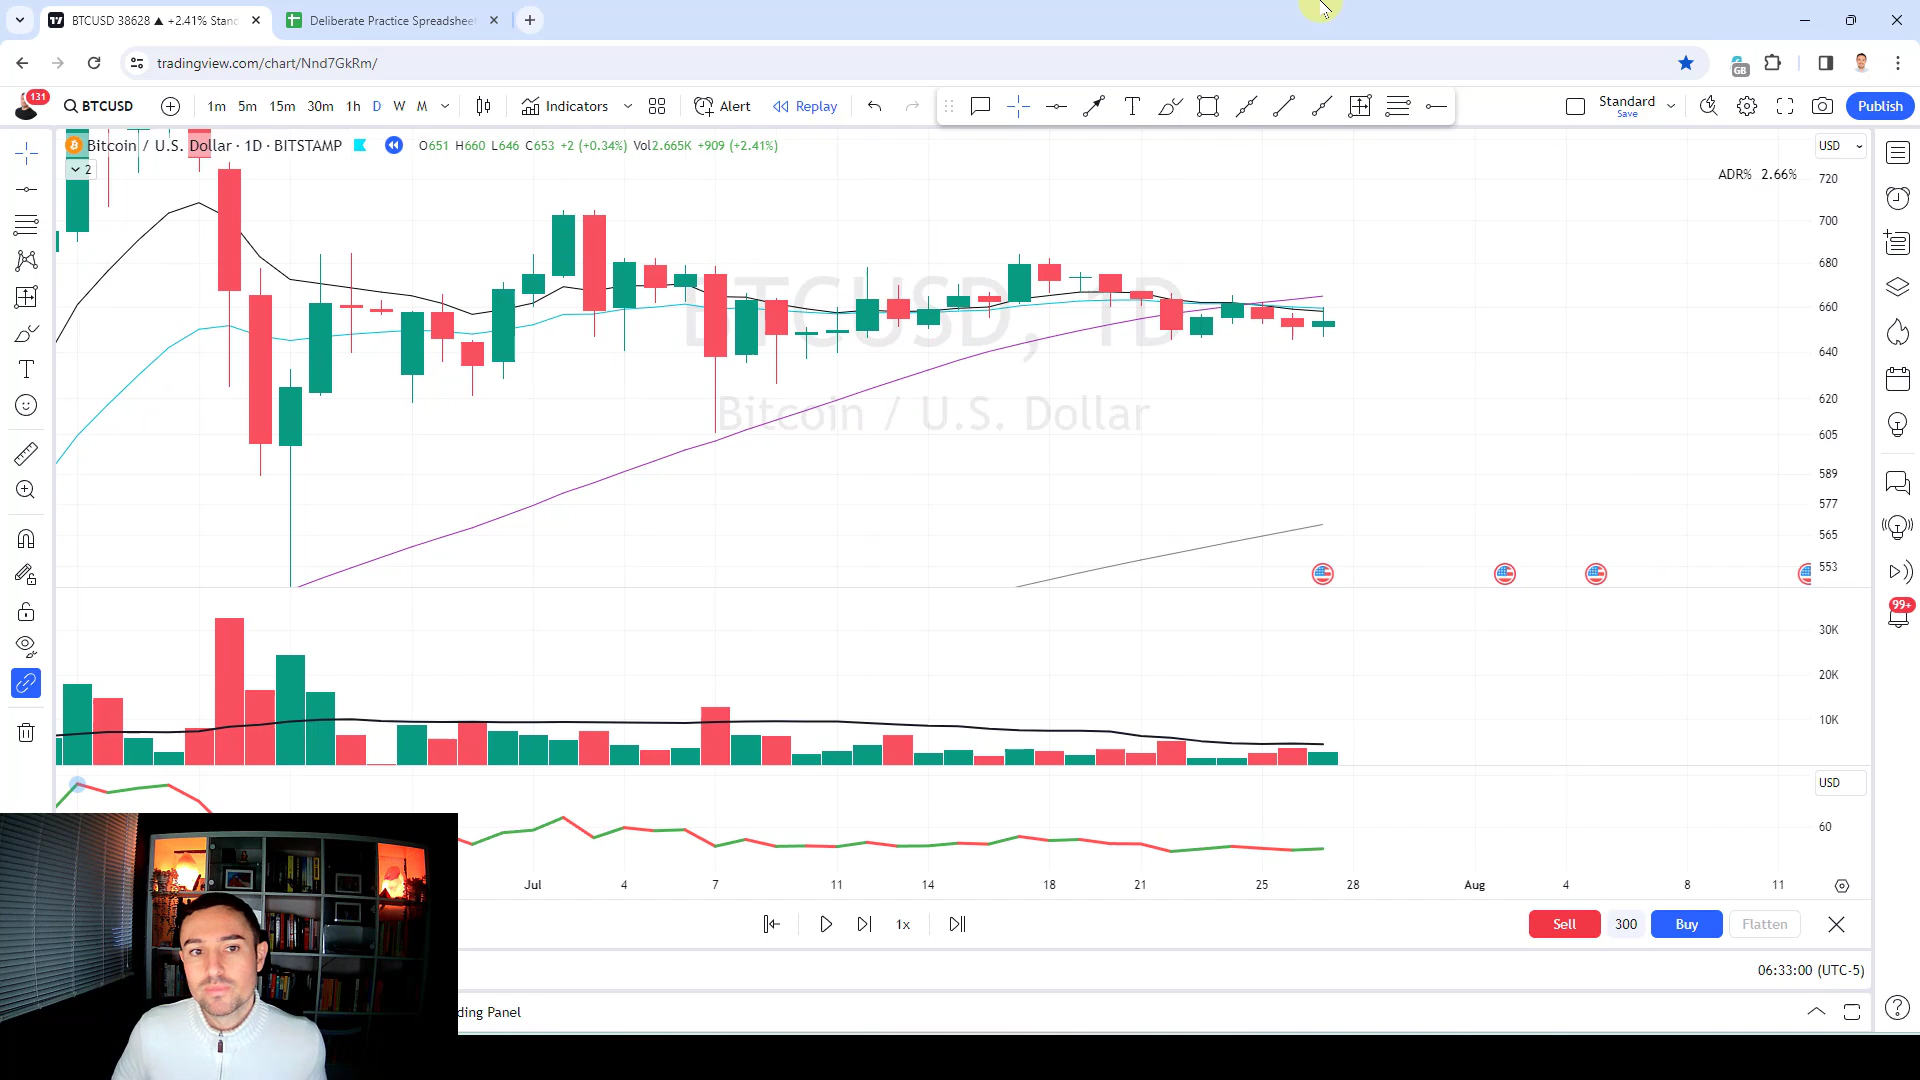 BTCUSD 38628 ▲ +2.41% Stand
Deliberate Practice Spreadshee
tradingview.com/chart/Nnd7GkRm/
GB
131
BTCUSD
1m 5m 15m 30m 1h D W M
Indicators
Alert
Replay
Standard
Save
Publish
Bitcoin / U.S. Dollar · 1D · BITSTAMP
O651 H660 L646 C653 +2 (+0.34%) Vol2.665K +909 (+2.41%)
USD
2
ADR% 2.66%
720
700
680
660
640
620
605
589
577
565
553
BTCUSD, 1D
Bitcoin / U.S. Dollar
99+
30K
20K
10K
USD
60
Jul 4 7 11 14 18 21 25 28 Aug 4 8 11
1x
Sell 300 Buy Flatten
06:33:00 (UTC-5)
ding Panel